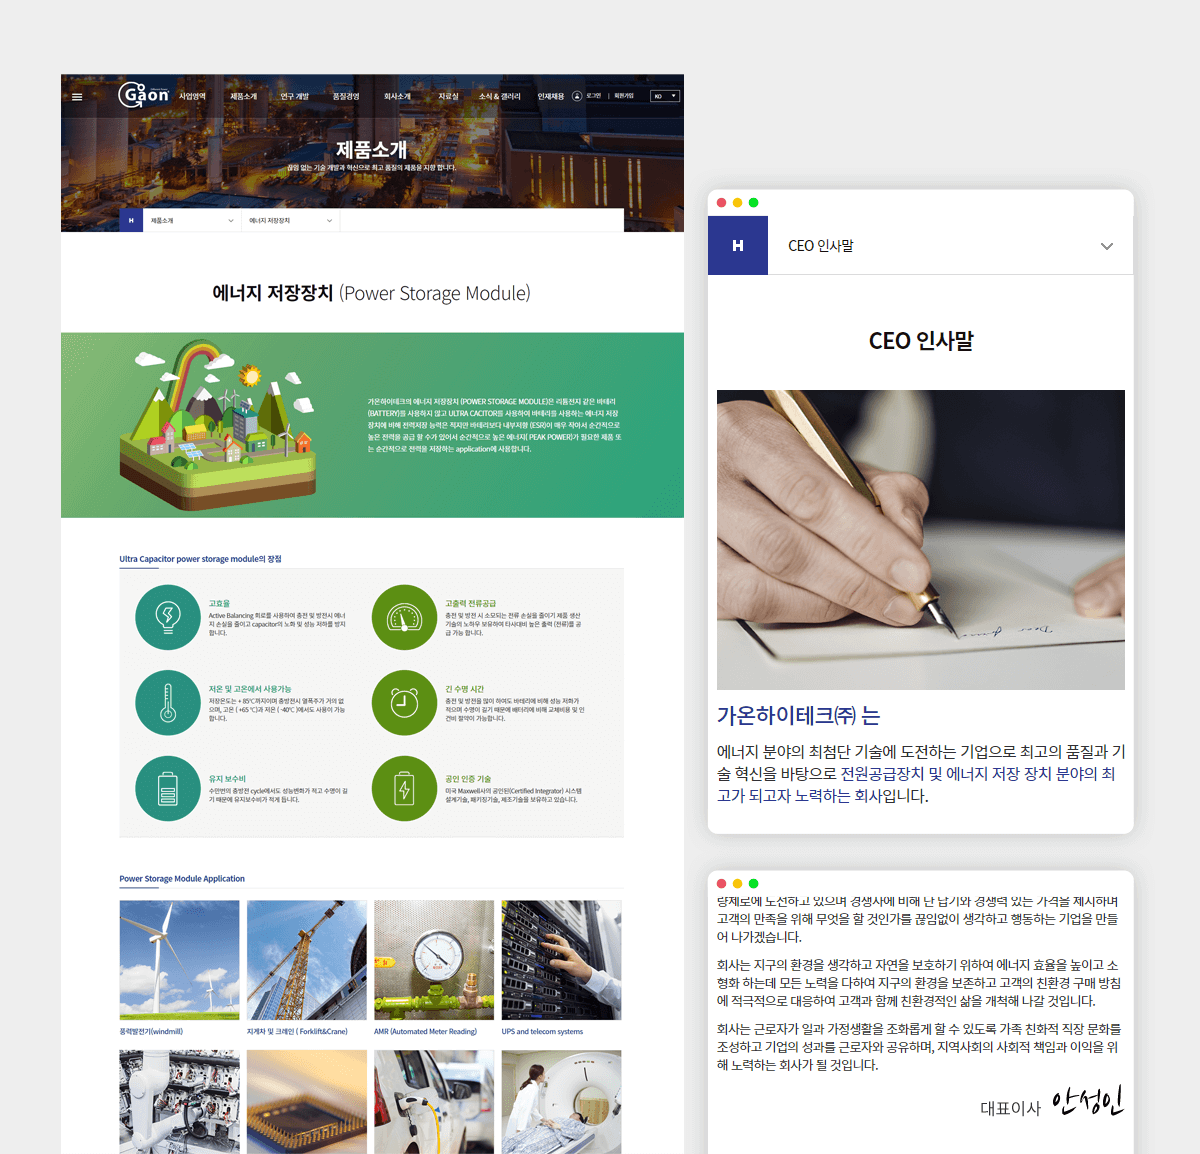 Gaon
사업영역 제품소개 연구 개발 품질경영 회사소개 자료실 소식 & 갤러리 인재채용 로그인 | 회원가입 KO
제품소개
끊임 없는 기술 개발과 혁신으로 최고 품질의 제품을 지향 합니다.
H 제품소개 에너지 저장장치
에너지 저장장치 (Power Storage Module)
가온하이테크의 에너지 저장장치 (POWER STORAGE MODULE)은 리튬전지 같은 바테리
(BATTERY)를 사용하지 않고 ULTRA CACITOR를 사용하여 바테리를 사용하는 에너지 저장
장치에 비해 전력저장 능력은 적지만 바테리보다 내부저항 (ESR)이 매우 작아서 순간적으로
높은 전력을 공급 할 수가 있어서 순간적으로 높은 에너지( PEAK POWER)가 필요한 제품 또
는 순간적으로 전력을 저장하는 application에 사용합니다.
Ultra Capacitor power storage module의 장점
고효율
Active Balancing 회로를 사용하여 충전 및 방전시 에너
지 손실을 줄이고 capacitor의 노화 및 성능 저하를 방지
합니다.
고출력 전류공급
충전 및 방전 시 소모되는 전류 손실을 줄이기 제품 생산
기술의 노하우 보유하여 타사대비 높은 출력 (전류)를 공
급 가능 합니다.
저온 및 고온에서 사용가능
저장온도는 + 85°C까지이며 충방전시 열폭주가 거의 없
으며, 고온 ( +65 °C)과 저온 ( -40°C )에서도 사용이 가능
합니다.
긴 수명 시간
충전 및 방전을 많이 하여도 바테리에 비해 성능 저하가
적으며 수명이 길기 때문에 배터리에 비해 교체비용 및 인
건비 절약이 가능합니다.
유지 보수비
수만번의 충방전 cycle에서도 성능변화가 적고 수명이 길
기 때문에 유지보수비가 적게 듭니다.
공인 인증 기술
미국 Maxwell사의 공인된(Certified Integrator) 시스템
설계기술, 패키징기술, 제조기술을 보유하고 있습니다.
Power Storage Module Application
풍력발전기(windmill)
지게차 및 크레인 ( Forklift&Crane)
AMR (Automated Meter Reading)
UPS and telecom systems
H CEO 인사말
CEO 인사말
가온하이테크㈜ 는
에너지 분야의 최첨단 기술에 도전하는 기업으로 최고의 품질과 기
술 혁신을 바탕으로 전원공급장치 및 에너지 저장 장치 분야의 최
고가 되고자 노력하는 회사입니다.
고객의 만족을 위해 무엇을 할 것인가를 끊임없이 생각하고 행동하는 기업을 만들
어 나가겠습니다.
회사는 지구의 환경을 생각하고 자연을 보호하기 위하여 에너지 효율을 높이고 소
형화 하는데 모든 노력을 다하여 지구의 환경을 보존하고 고객의 친환경 구매 방침
에 적극적으로 대응하여 고객과 함께 친환경적인 삶을 개척해 나갈 것입니다.
회사는 근로자가 일과 가정생활을 조화롭게 할 수 있도록 가족 친화적 직장 문화를
조성하고 기업의 성과를 근로자와 공유하며, 지역사회의 사회적 책임과 이익을 위
해 노력하는 회사가 될 것입니다.
대표이사 안성인